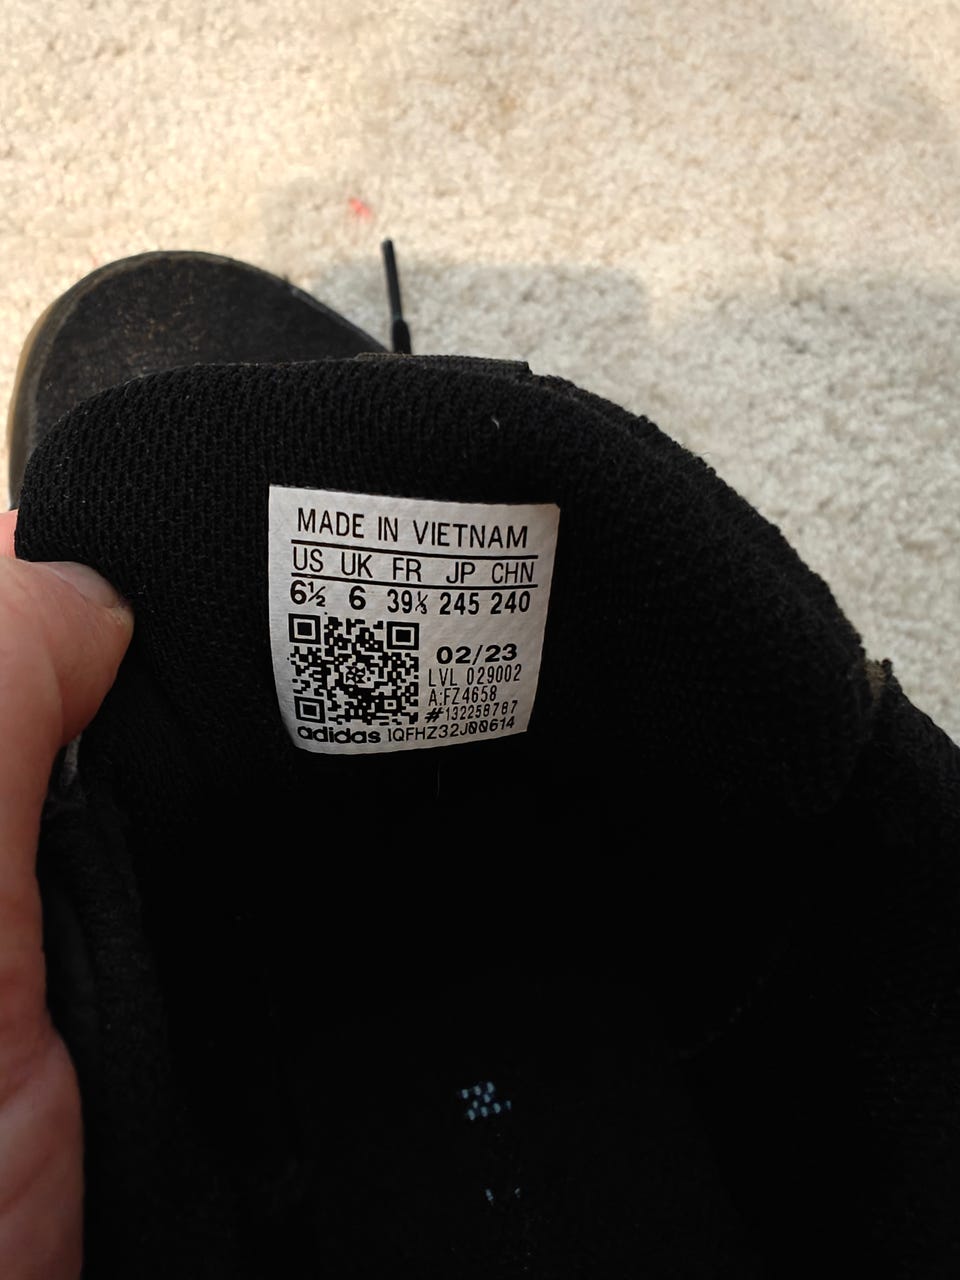 MADE IN VIETNAM
US UK FR JP CHN
6½ 6 39⅓ 245 240
02/23
LVL 029002
A:FZ4658
#132258787
adidas 1QFHZ32J00614